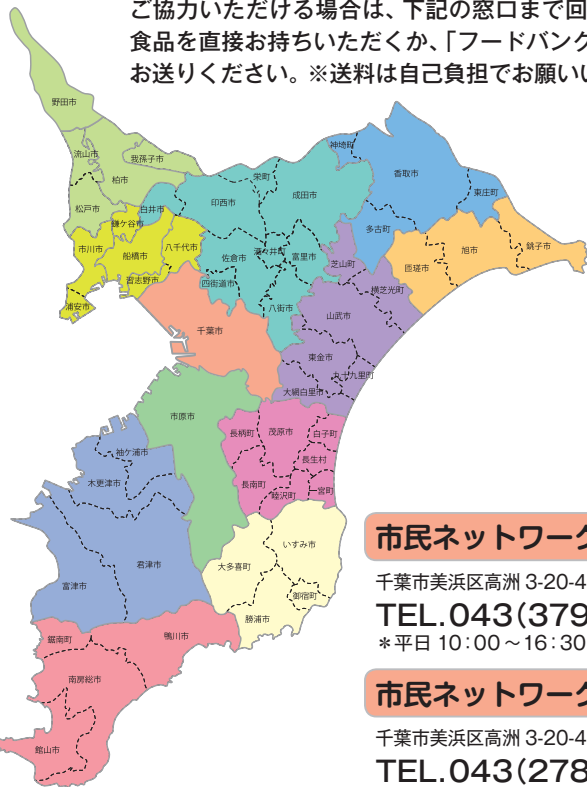 ご協力いただける場合は、下記の窓口まで回
食品を直接お持ちいただくか、「フードバンク
お送りください。※送料は自己負担でお願いい
野田市
流山市
我孫子市
柏市
松戸市
鎌ケ谷市
白井市
市川市
船橋市
八千代市
習志野市
浦安市
印西市
栄町
成田市
佐倉市
酒々井町
富里市
四街道市
八街市
神崎町
香取市
東庄町
多古町
芝山町
横芝光町
匝瑳市
旭市
銚子市
千葉市
山武市
東金市
九十九里町
大網白里市
市原市
長柄町
茂原市
白子町
長生村
長南町
睦沢町
一宮町
袖ケ浦市
木更津市
君津市
富津市
大多喜町
いすみ市
御宿町
勝浦市
鋸南町
鴨川市
南房総市
館山市
市民ネットワーク
千葉市美浜区高洲 3-20-4
TEL.043(379
*平日 10:00～16:30
市民ネットワーク
千葉市美浜区高洲 3-20-4
TEL.043(278